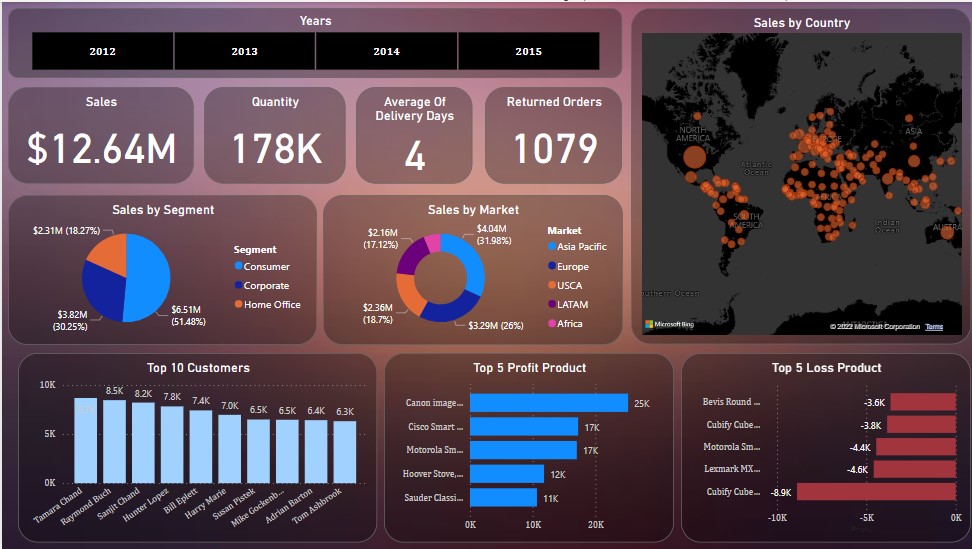 Years
2012
2013
2014
2015
Sales
$12.64M
Quantity
178K
Average Of
Delivery Days
4
Returned Orders
1079
Sales by Country
NORTH
AMERICA
Atlantic
Ocean
ASIA
SOUTH
AMERICA
Indian
Ocean
AUSTRA
uthern Ocean
Microsoft Bing
© 2022 Microsoft Corporation Terms
Sales by Segment
$2.31M (18.27%)
$3.82M
(30.25%)
$6.51M
(51.48%)
Segment
Consumer
Corporate
Home Office
Sales by Market
$2.16M
(17.12%)
$4.04M
(31.98%)
$2.36M
(18.7%)
$3.29M (26%)
Market
Asia Pacific
Europe
USCA
LATAM
Africa
Top 10 Customers
10K
5K
0K
8.5K
8.2K
7.8K
7.4K
7.0K
6.5K
6.5K
6.4K
6.3K
Tamara Chand
Raymond Buch
Sanjit Chand
Hunter Lopez
Bill Eplett
Harry Marie
Susan Pistek
Mike Gockenb...
Adrian Barton
Tom Ashbrook
Top 5 Profit Product
Canon image... 25K
Cisco Smart ... 17K
Motorola Sm... 17K
Hoover Stove,... 12K
Sauder Classi... 11K
0K 10K 20K
Top 5 Loss Product
Bevis Round ... -3.6K
Cubify Cube... -3.8K
Motorola Sm... -4.4K
Lexmark MX... -4.6K
Cubify Cube... -8.9K
-10K -5K 0K